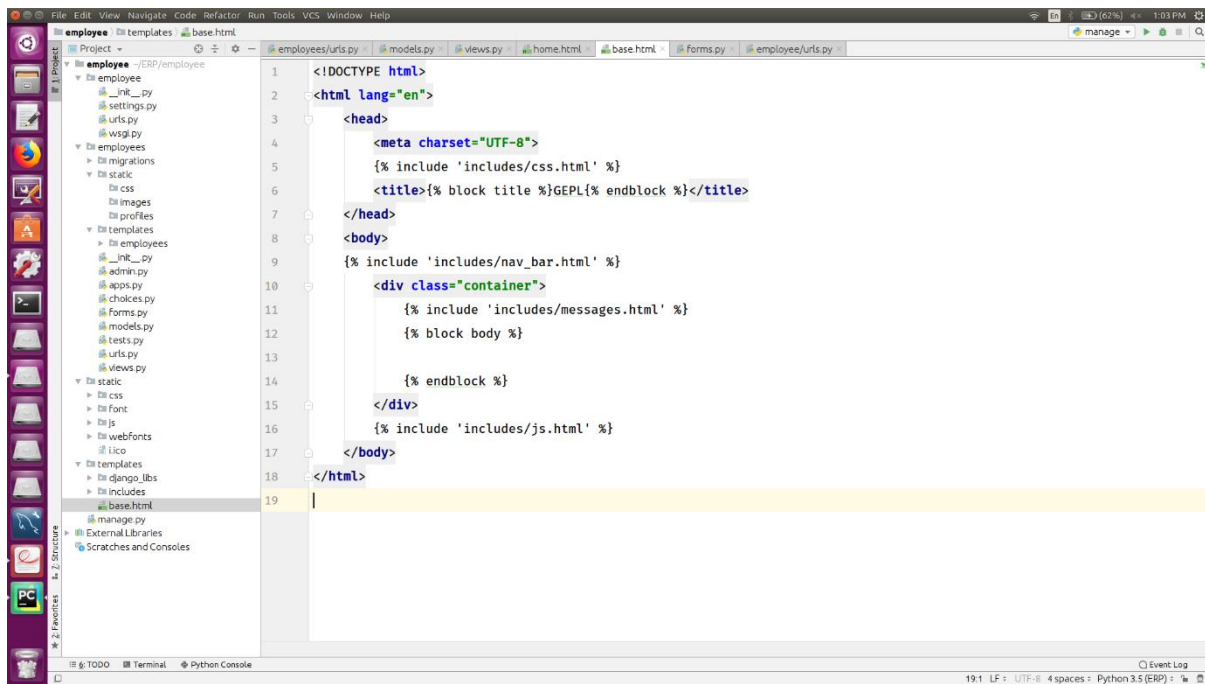 File Edit View Navigate Code Refactor Run Tools VCS Window Help
En (62%) 1:03 PM
employee templates base.html
manage
Project
employees/urls.py models.py views.py home.html base.html forms.py employee/urls.py
1: Project
employee ~/ERP/employee
employee
__init__.py
settings.py
urls.py
wsgi.py
employees
migrations
static
css
images
profiles
templates
employees
__init__.py
admin.py
apps.py
choices.py
forms.py
models.py
tests.py
urls.py
views.py
static
css
font
js
webfonts
i.ico
templates
django_libs
includes
base.html
manage.py
External Libraries
Scratches and Consoles
1 <!DOCTYPE html>
2 <html lang="en">
3 <head>
4 <meta charset="UTF-8">
5 {% include 'includes/css.html' %}
6 <title>{% block title %}GEPL{% endblock %}</title>
7 </head>
8 <body>
9 {% include 'includes/nav_bar.html' %}
10 <div class="container">
11 {% include 'includes/messages.html' %}
12 {% block body %}
13
14 {% endblock %}
15 </div>
16 {% include 'includes/js.html' %}
17 </body>
18 </html>
19
Z: Structure
2: Favorites
PC
6: TODO Terminal Python Console
Event Log
19:1 LF UTF-8 4 spaces Python 3.5 (ERP)